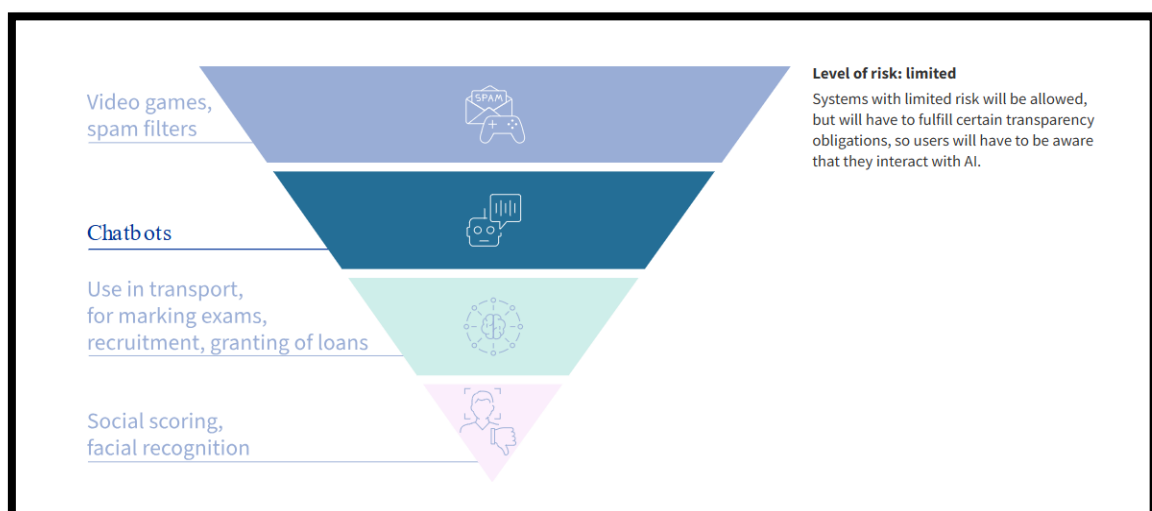 Video games,
spam filters
SPAM
Level of risk: limited
Systems with limited risk will be allowed,
but will have to fulfill certain transparency
obligations, so users will have to be aware
that they interact with AI.
Chatbots
Use in transport,
for marking exams,
recruitment, granting of loans
Social scoring,
facial recognition